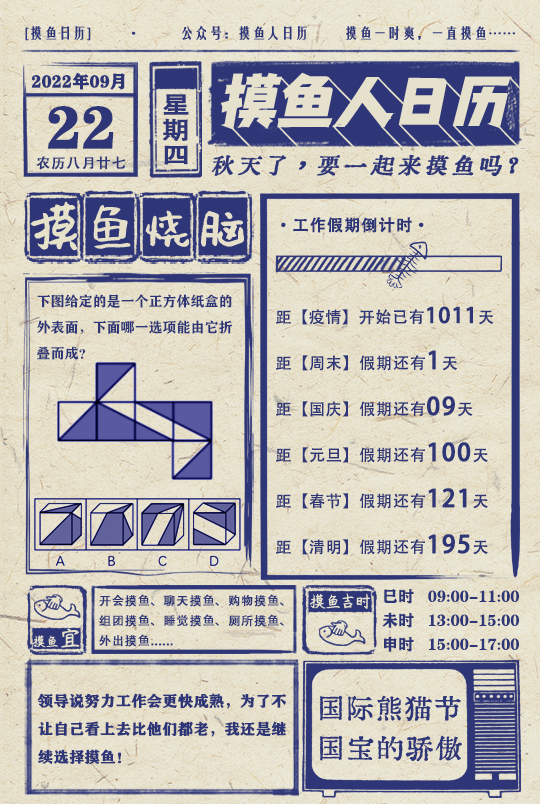 [摸鱼日历] · 公众号：摸鱼人日历 摸鱼一时爽，一直摸鱼……
2022年09月
22
农历八月廿七
星期四
摸鱼人日历
秋天了，要一起来摸鱼吗？
摸鱼烧脑
下图给定的是一个正方体纸盒的
外表面，下面哪一选项能由它折
叠而成？
A B C D
·工作假期倒计时·
距【疫情】开始已有1011天
距【周末】假期还有1天
距【国庆】假期还有09天
距【元旦】假期还有100天
距【春节】假期还有121天
距【清明】假期还有195天
摸鱼宜
开会摸鱼、聊天摸鱼、购物摸鱼、
组团摸鱼、睡觉摸鱼、厕所摸鱼、
外出摸鱼……
摸鱼吉时
巳时 09:00-11:00
未时 13:00-15:00
申时 15:00-17:00
领导说努力工作会更快成熟，为了不
让自己看上去比他们都老，我还是继
续选择摸鱼！
国际熊猫节
国宝的骄傲